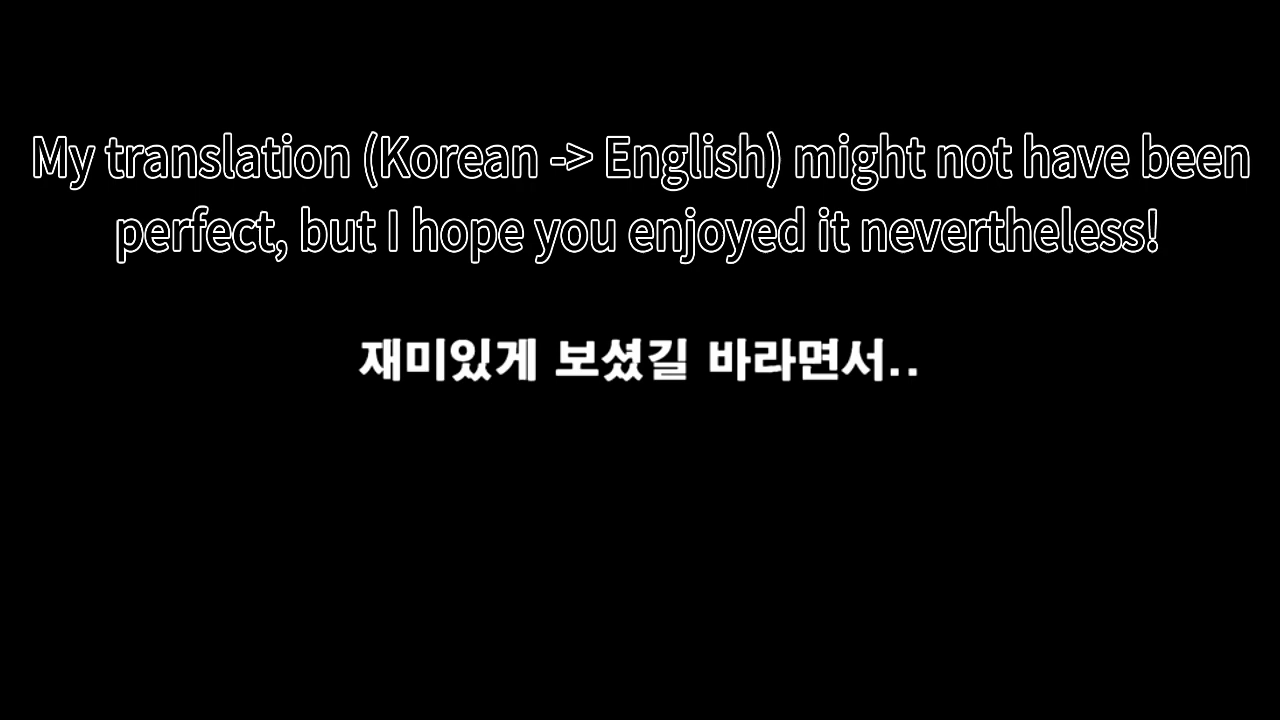 My translation (Korean -> English) might not have been
perfect, but I hope you enjoyed it nevertheless!
재미있게 보셨길 바라면서..